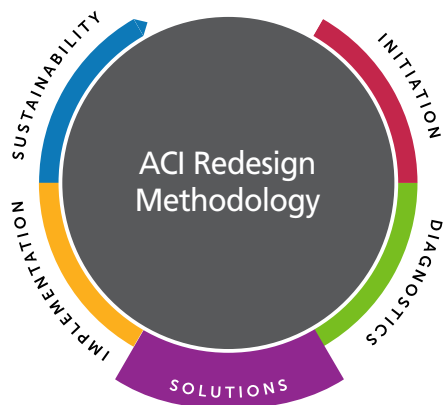 ACI Redesign
Methodology
INITIATION
DIAGNOSTICS
SOLUTIONS
IMPLEMENTATION
SUSTAINABILITY